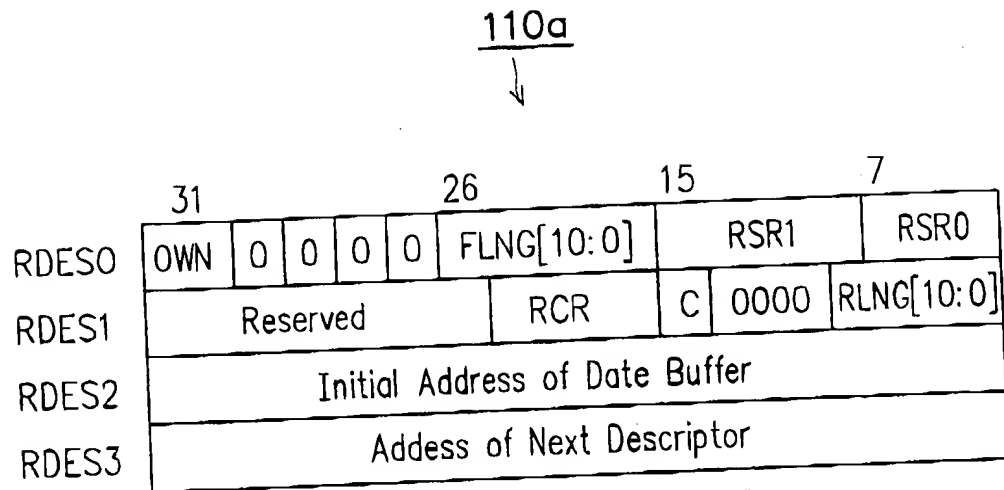 110a
31 26 15 7
RDES0 OWN 0 0 0 0 FLNG[10:0] RSR1 RSR0
RDES1 Reserved RCR C 0000 RLNG[10:0]
RDES2 Initial Address of Date Buffer
RDES3 Addess of Next Descriptor